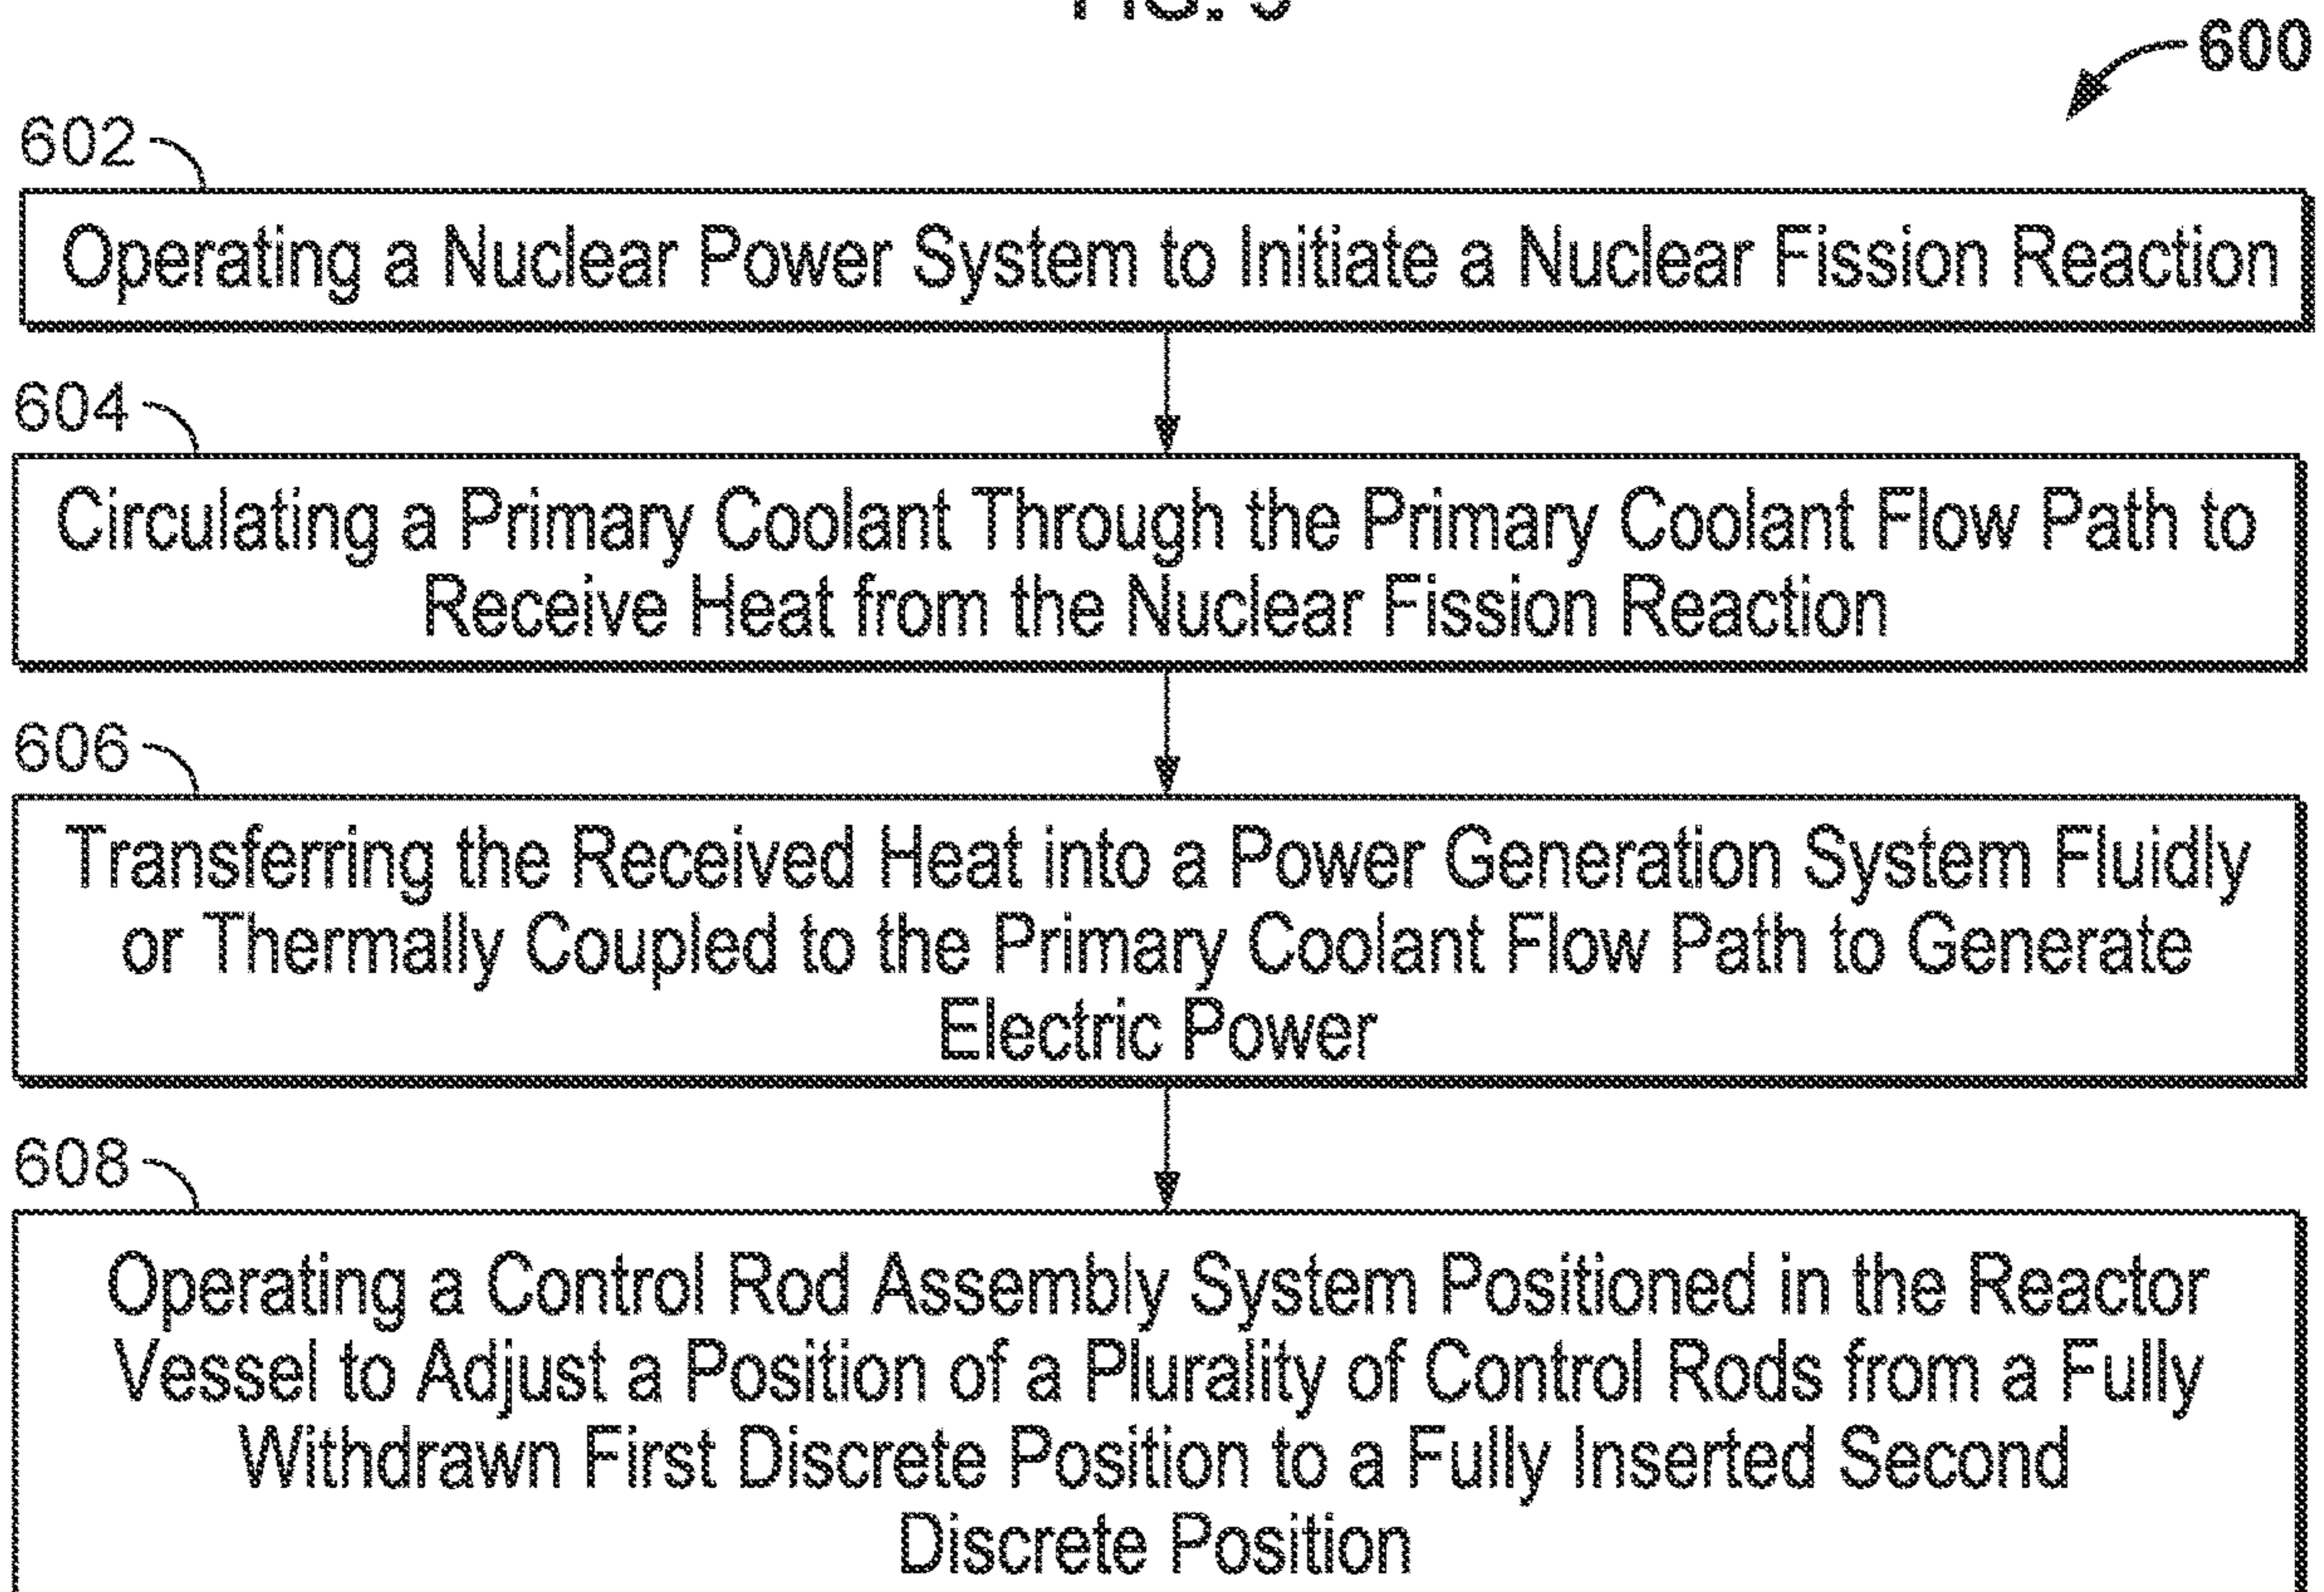 600
602
Operating a Nuclear Power System to Initiate a Nuclear Fission Reaction
604
Circulating a Primary Coolant Through the Primary Coolant Flow Path to
Receive Heat from the Nuclear Fission Reaction
606
Transferring the Received Heat into a Power Generation System Fluidly
or Thermally Coupled to the Primary Coolant Flow Path to Generate
Electric Power
608
Operating a Control Rod Assembly System Positioned in the Reactor
Vessel to Adjust a Position of a Plurality of Control Rods from a Fully
Withdrawn First Discrete Position to a Fully Inserted Second
Discrete Position